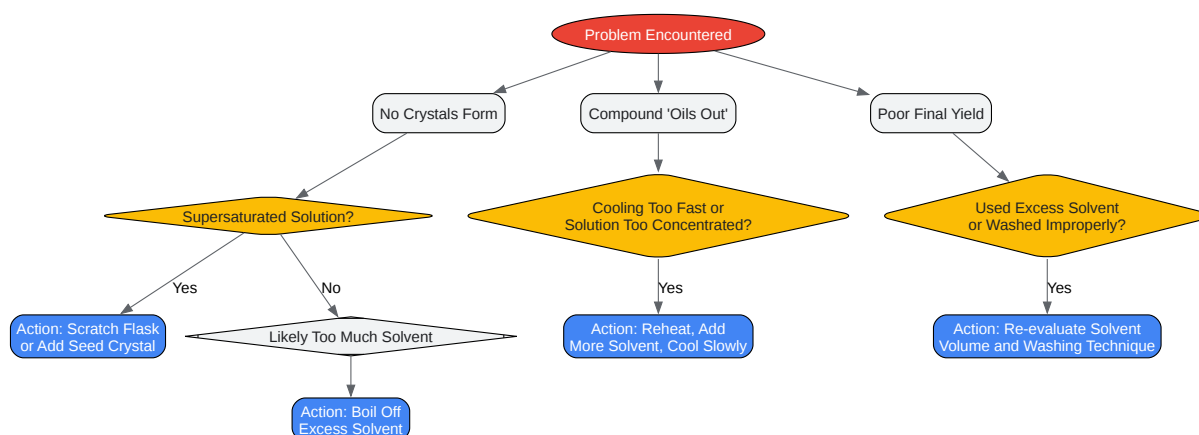 Problem Encountered
No Crystals Form
Compound 'Oils Out'
Poor Final Yield
Supersaturated Solution?
Cooling Too Fast or
Solution Too Concentrated?
Used Excess Solvent
or Washed Improperly?
Yes
No
Yes
Yes
Action: Scratch Flask
or Add Seed Crystal
Likely Too Much Solvent
Action: Reheat, Add
More Solvent, Cool Slowly
Action: Re-evaluate Solvent
Volume and Washing Technique
Action: Boil Off
Excess Solvent